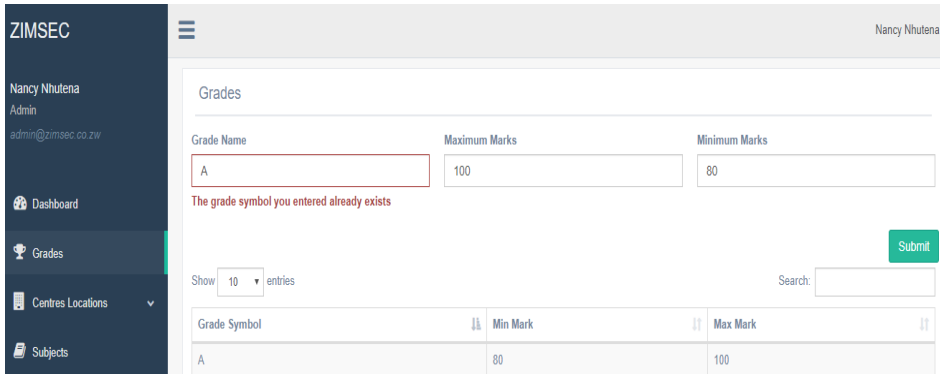 ZIMSEC
Nancy Nhutena
Nancy Nhutena
Admin
admin@zimsec.co.zw
Dashboard
Grades
Centres Locations
Subjects
Grades
Grade Name Maximum Marks Minimum Marks
A 100 80
The grade symbol you entered already exists
Submit
Show 10 entries Search:
Grade Symbol Min Mark Max Mark
A 80 100